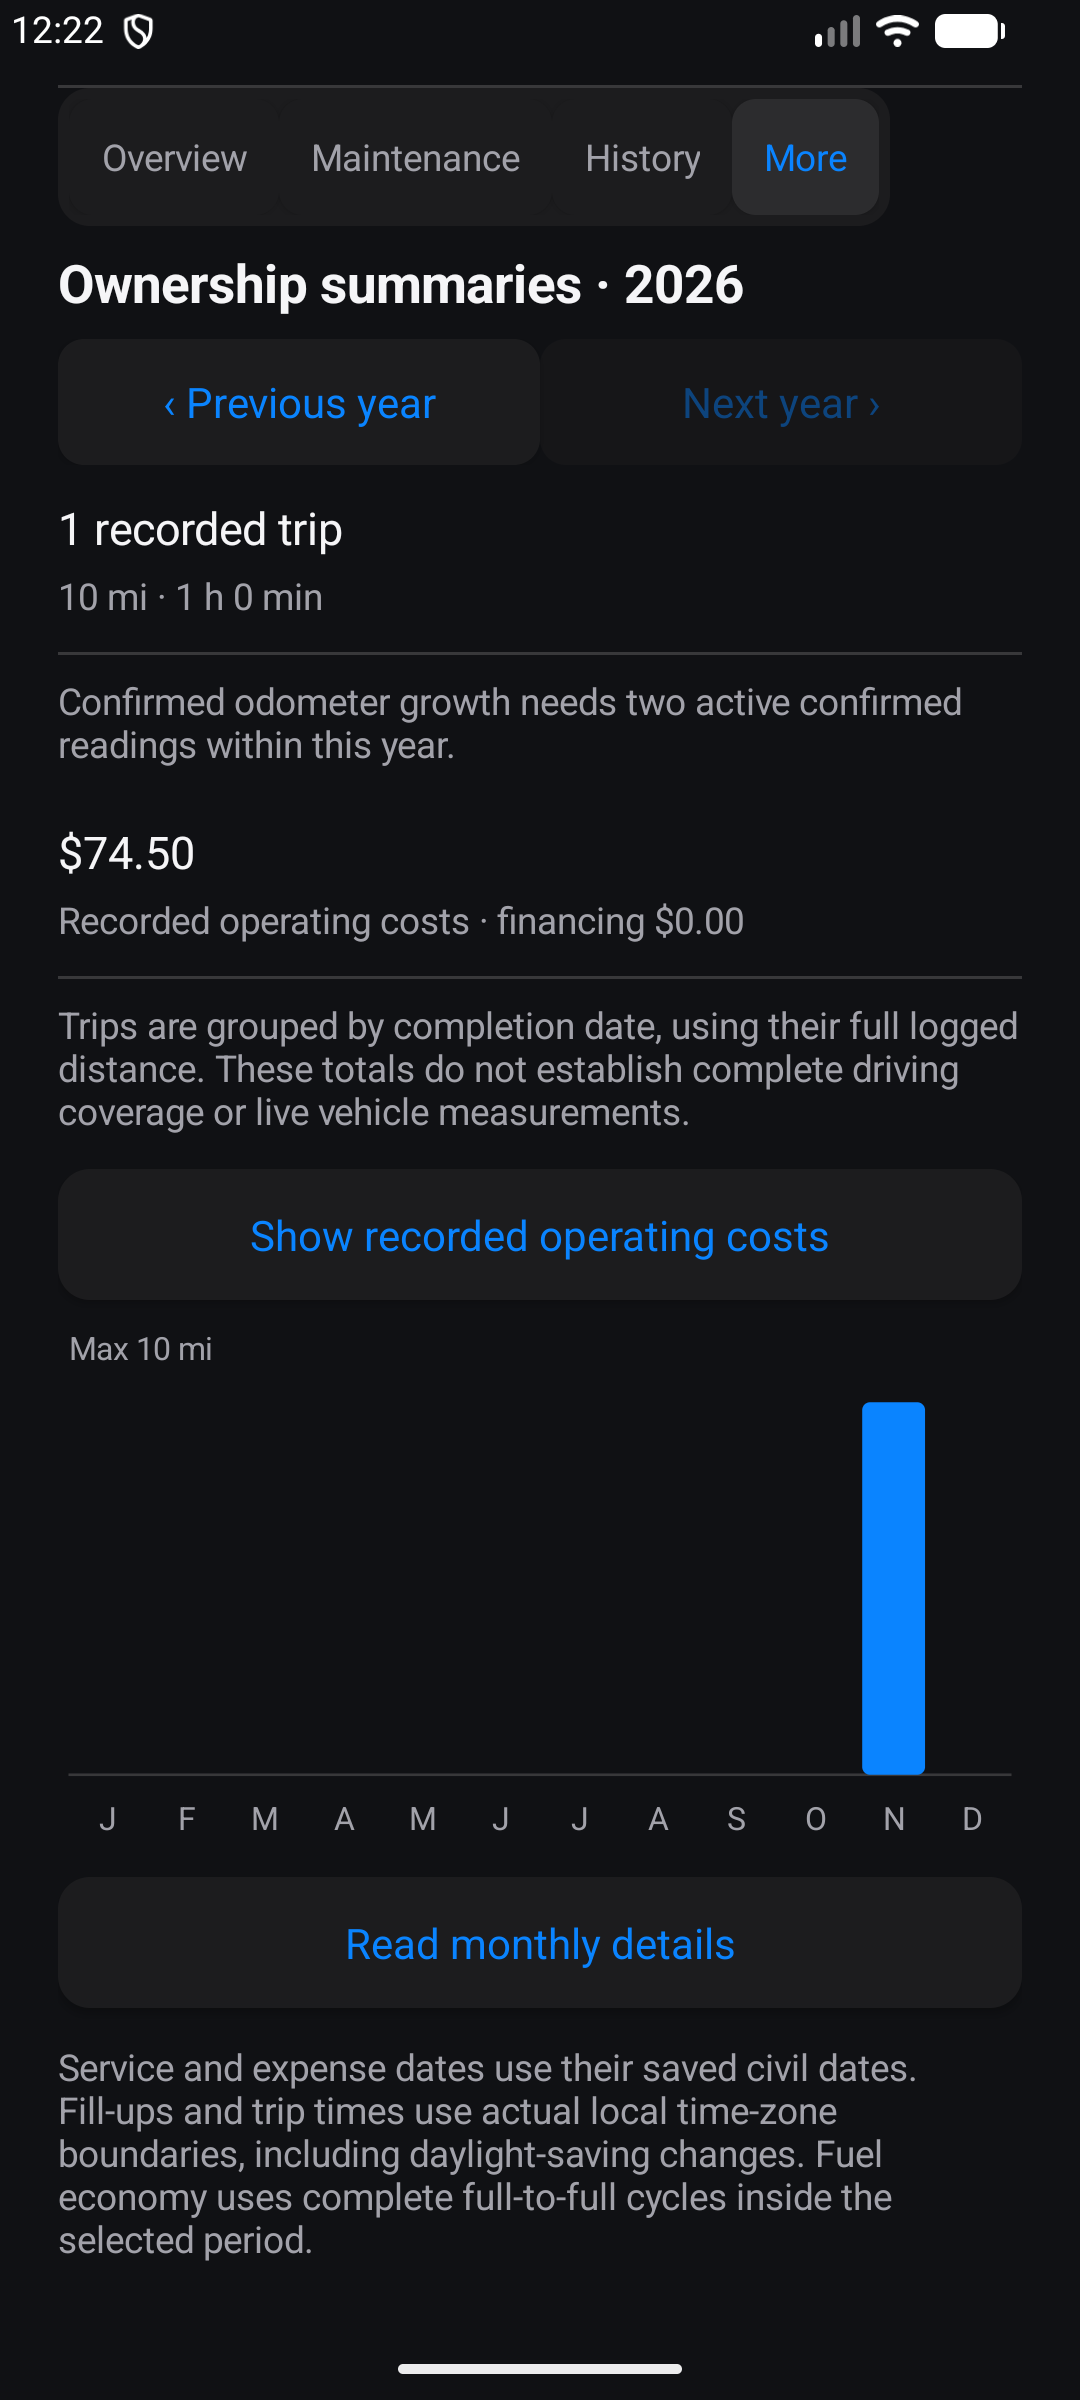 12:22
Overview Maintenance History More
Ownership summaries · 2026
‹ Previous year Next year ›
1 recorded trip
10 mi · 1 h 0 min
Confirmed odometer growth needs two active confirmed
readings within this year.
$74.50
Recorded operating costs · financing $0.00
Trips are grouped by completion date, using their full logged
distance. These totals do not establish complete driving
coverage or live vehicle measurements.
Show recorded operating costs
Max 10 mi
J F M A M J J A S O N D
Read monthly details
Service and expense dates use their saved civil dates.
Fill-ups and trip times use actual local time-zone
boundaries, including daylight-saving changes. Fuel
economy uses complete full-to-full cycles inside the
selected period.